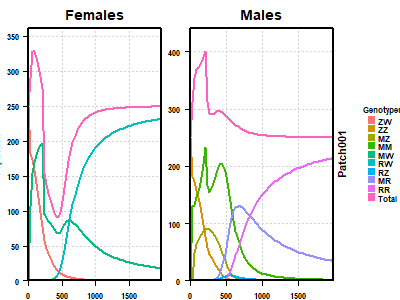 Females
Males
350
300
250
200
150
100
50
0
0
500
1000
1500
400
300
200
100
0
0
500
1000
1500
Patch001
Genotypes
ZW
ZZ
MZ
MM
MW
RW
RZ
MR
RR
Total